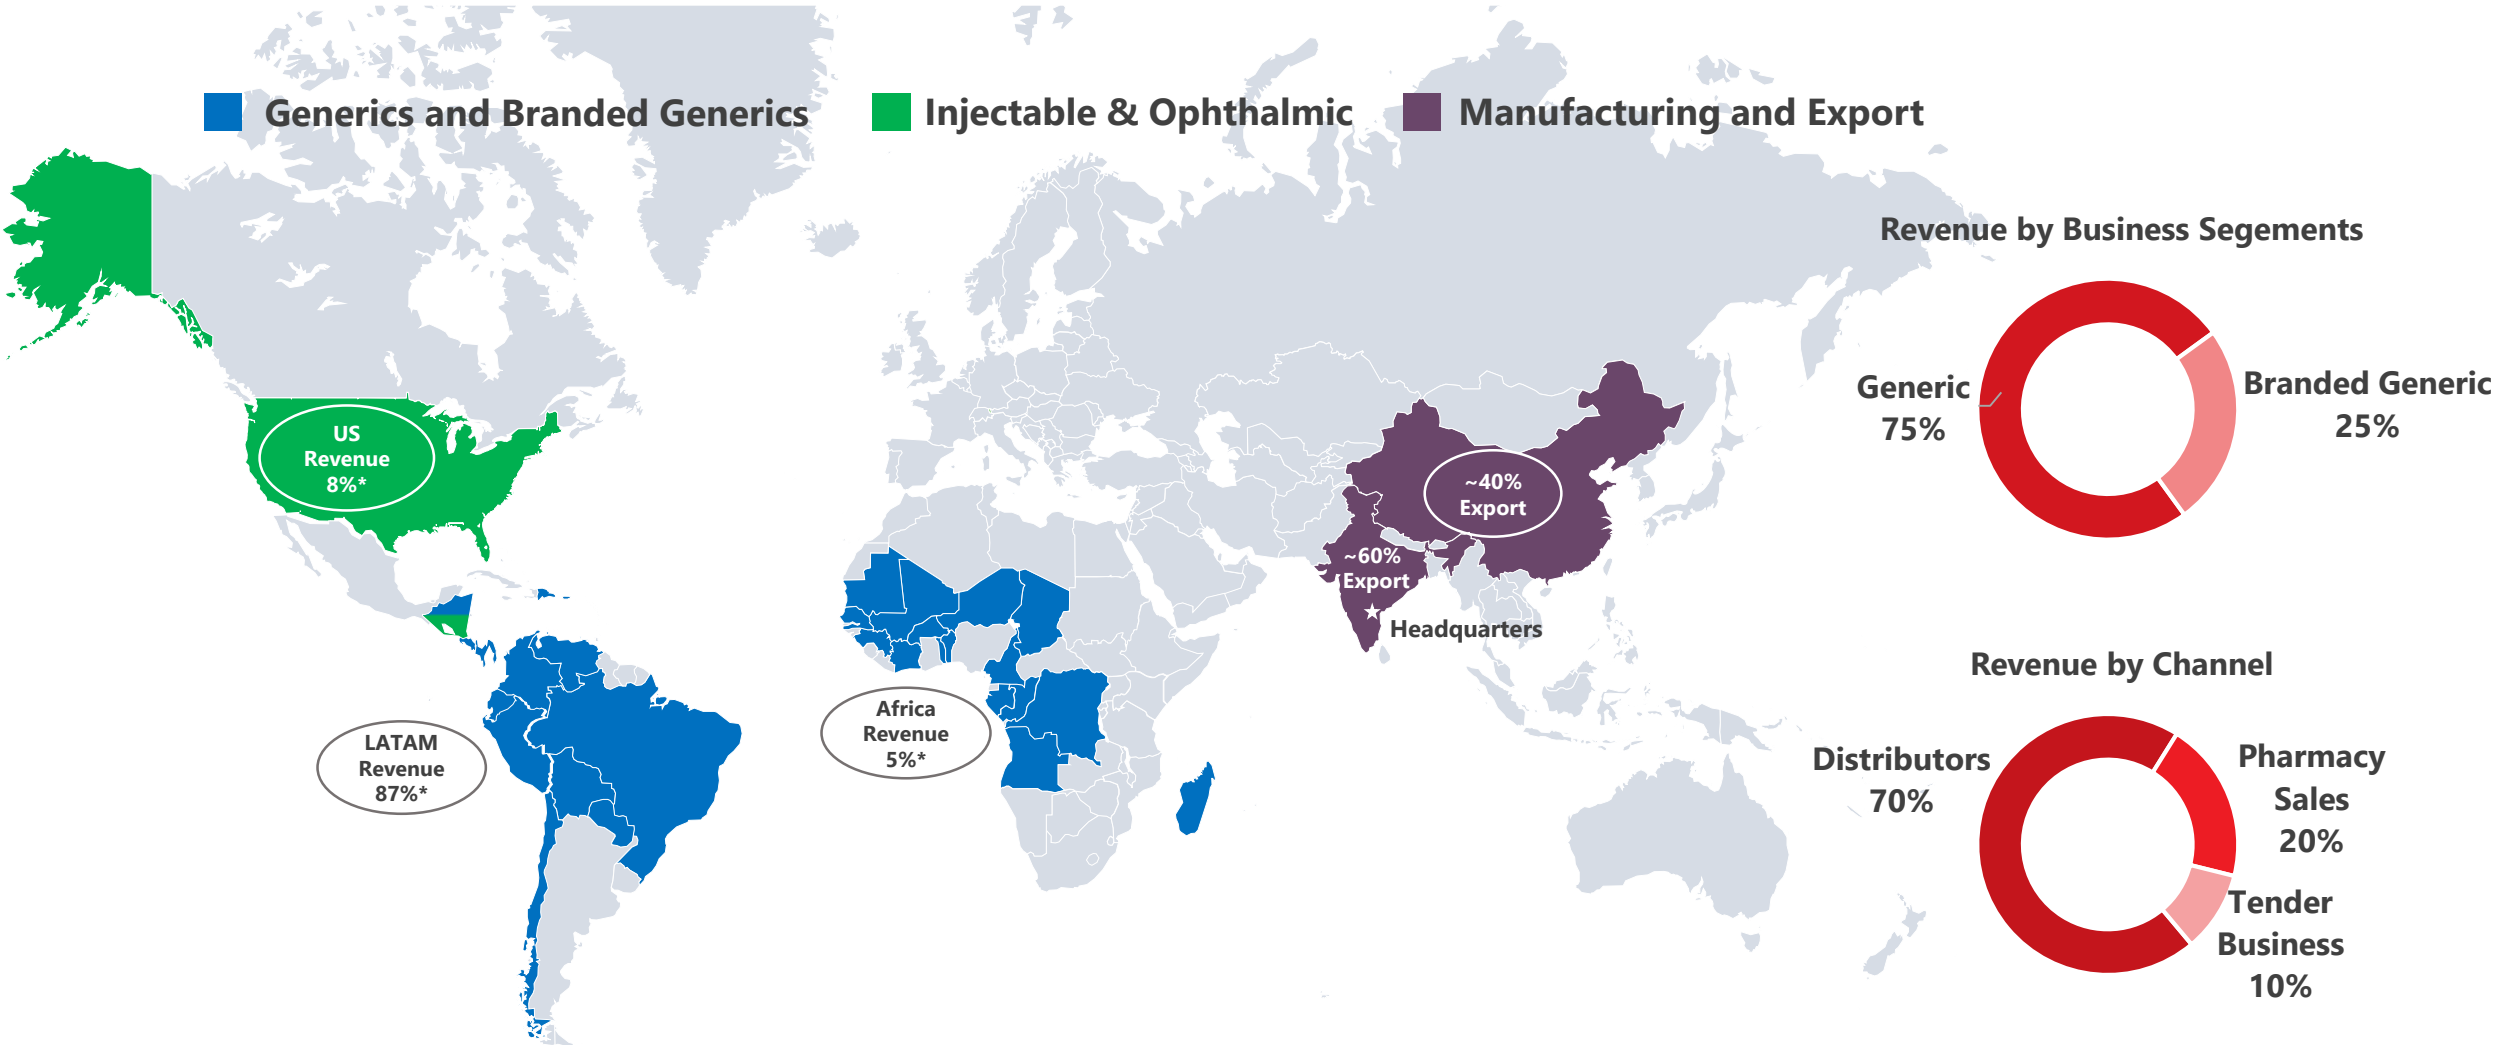 Generics and Branded Generics
Injectable & Ophthalmic
Manufacturing and Export
US
Revenue
8%*
LATAM
Revenue
87%*
Africa
Revenue
5%*
~40%
Export
~60%
Export
Headquarters
Revenue by Business Segements
Generic
75%
Branded Generic
25%
Revenue by Channel
Distributors
70%
Pharmacy
Sales
20%
Tender
Business
10%